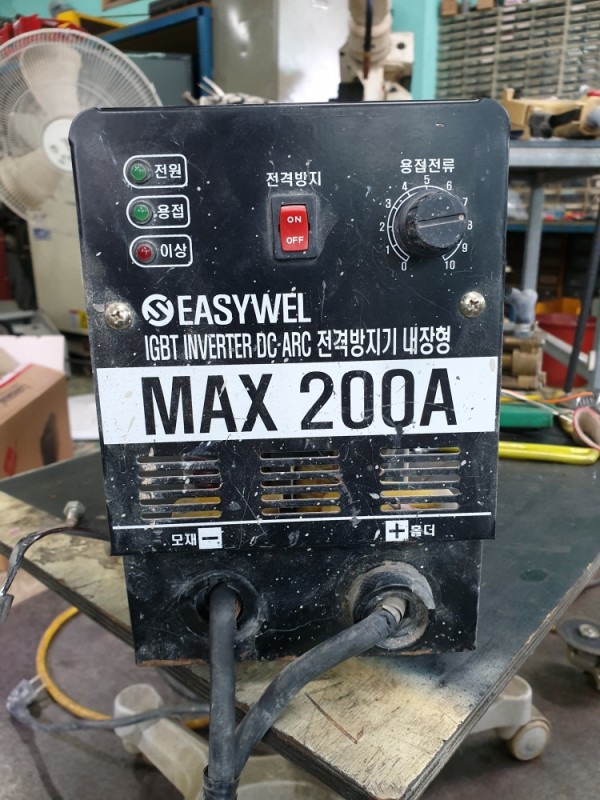 전원
용접
이상
전격방지
ON
OFF
용접전류
0 1 2 3 4 5 6 7 8 9 10
EASYWEL
IGBT INVERTER DC ARC 전격방지기 내장형
MAX 200A
모재 −
+ 홀더